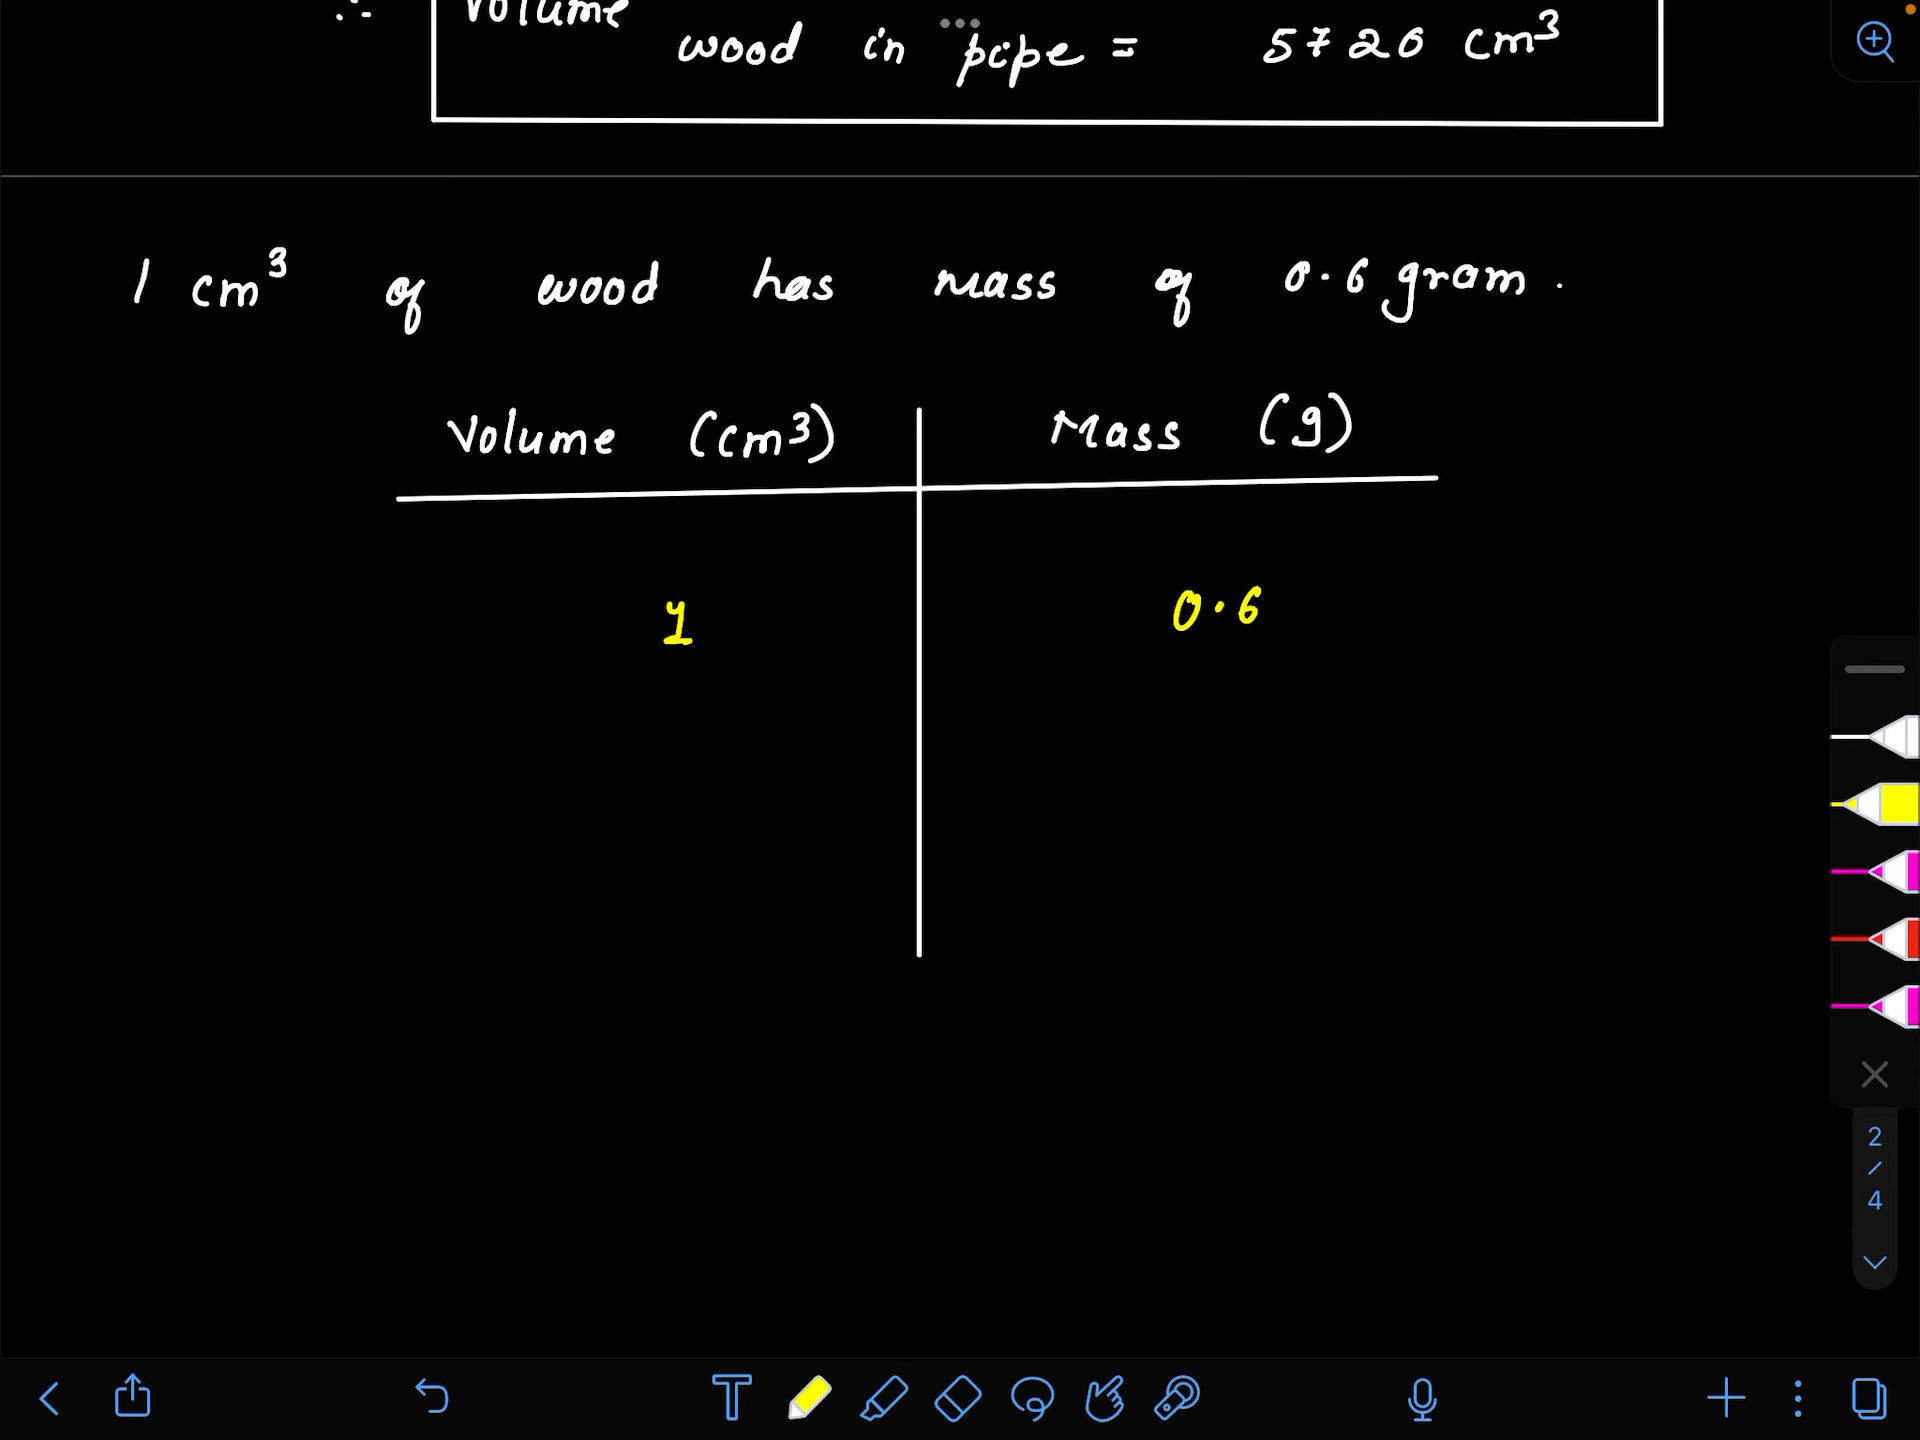 ∴ Volume
wood in pipe = 5720 cm³
1 cm³ of wood has mass of 0.6 gram.
Volume (cm³) Mass (g)
1 0.6
2
/
4
T